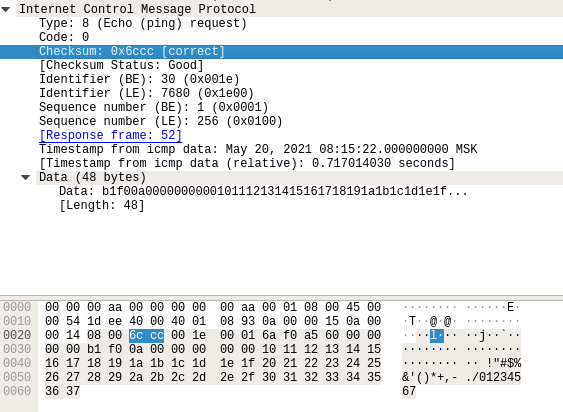 Internet Control Message Protocol
Type: 8 (Echo (ping) request)
Code: 0
Checksum: 0x6ccc [correct]
[Checksum Status: Good]
Identifier (BE): 30 (0x001e)
Identifier (LE): 7680 (0x1e00)
Sequence number (BE): 1 (0x0001)
Sequence number (LE): 256 (0x0100)
[Response frame: 52]
Timestamp from icmp data: May 20, 2021 08:15:22.000000000 MSK
[Timestamp from icmp data (relative): 0.717014030 seconds]
Data (48 bytes)
Data: b1f00a0000000000101112131415161718191a1b1c1d1e1f...
[Length: 48]
0000 00 00 00 aa 00 00 00 00 00 aa 00 01 08 00 45 00 ········ ······E·
0010 00 54 1d ee 40 00 40 01 08 93 0a 00 00 15 0a 00 ·T··@·@· ········
0020 00 14 08 00 6c cc 00 1e 00 01 6a f0 a5 60 00 00 ····l··· ··j··`··
0030 00 00 b1 f0 0a 00 00 00 00 00 10 11 12 13 14 15 ········ ········
0040 16 17 18 19 1a 1b 1c 1d 1e 1f 20 21 22 23 24 25 ········ ·· !"#$%
0050 26 27 28 29 2a 2b 2c 2d 2e 2f 30 31 32 33 34 35 &'()*+,- ./012345
0060 36 37 67